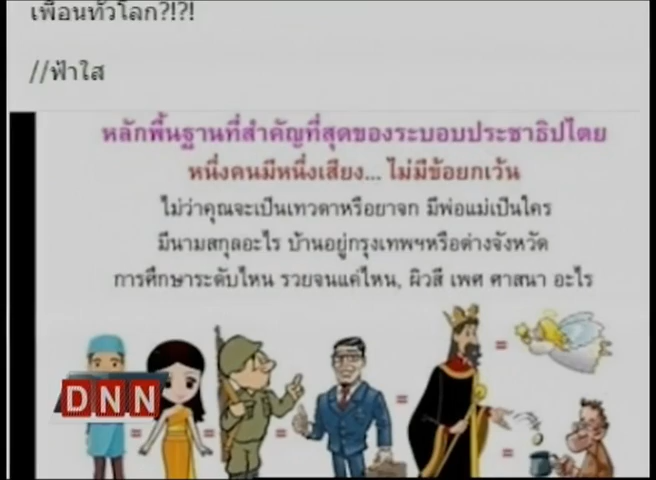 เพื่อนทั่วโลก?!?!
//ฟ้าใส
หลักพื้นฐานที่สำคัญที่สุดของระบอบประชาธิปไตย
หนึ่งคนมีหนึ่งเสียง... ไม่มีข้อยกเว้น
ไม่ว่าคุณจะเป็นเทวดาหรือยาจก มีพ่อแม่เป็นใคร
มีนามสกุลอะไร บ้านอยู่กรุงเทพฯหรือต่างจังหวัด
การศึกษาระดับไหน รวยจนแค่ไหน, ผิวสี เพศ ศาสนา อะไร
= = = = = =
DNN